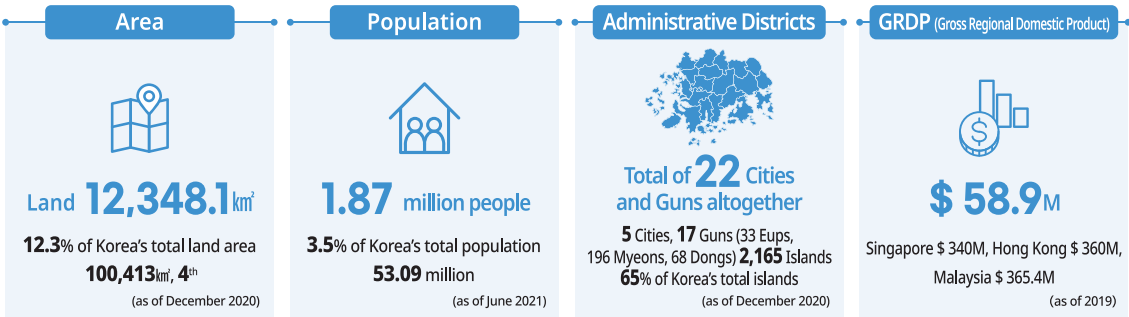 Area
Land 12,348.1㎢
12.3% of Korea's total land area
100,413㎢, 4th
(as of December 2020)
Population
1.87 million people
3.5% of Korea's total population
53.09 million
(as of June 2021)
Administrative Districts
Total of 22 Cities
and Guns altogether
5 Cities, 17 Guns (33 Eups,
196 Myeons, 68 Dongs) 2,165 Islands
65% of Korea's total islands
(as of December 2020)
GRDP (Gross Regional Domestic Product)
$
$ 58.9M
Singapore $ 340M, Hong Kong $ 360M,
Malaysia $ 365.4M
(as of 2019)